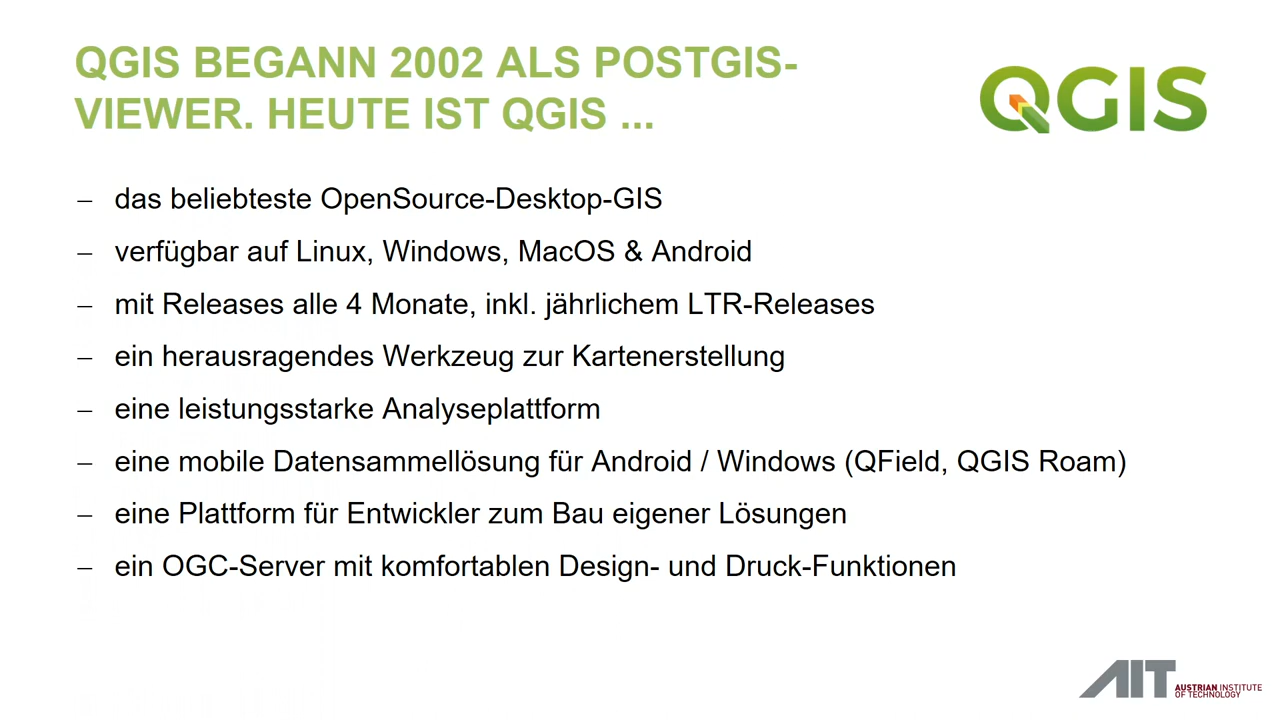 QGIS BEGANN 2002 ALS POSTGIS-
VIEWER. HEUTE IST QGIS ...
QGIS
– das beliebteste OpenSource-Desktop-GIS
– verfügbar auf Linux, Windows, MacOS & Android
– mit Releases alle 4 Monate, inkl. jährlichem LTR-Releases
– ein herausragendes Werkzeug zur Kartenerstellung
– eine leistungsstarke Analyseplattform
– eine mobile Datensammellösung für Android / Windows (QField, QGIS Roam)
– eine Plattform für Entwickler zum Bau eigener Lösungen
– ein OGC-Server mit komfortablen Design- und Druck-Funktionen
AIT
AUSTRIAN INSTITUTE
OF TECHNOLOGY